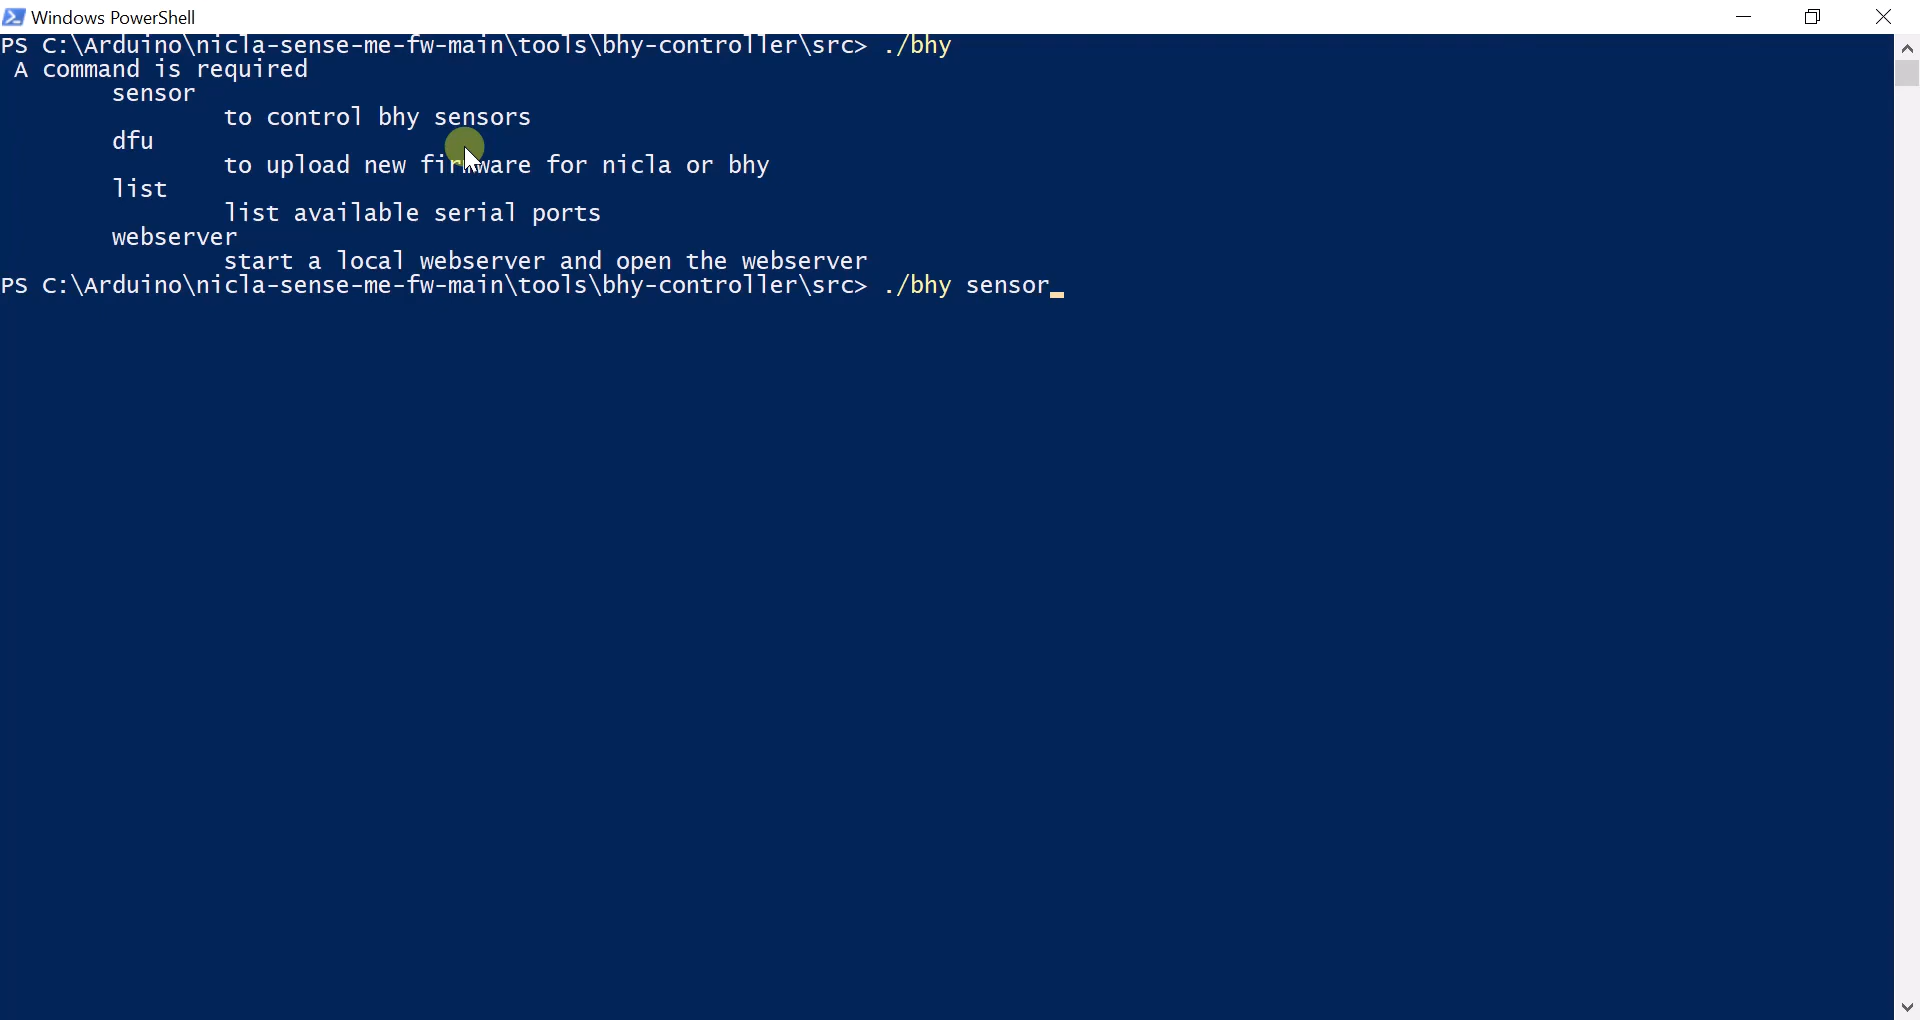 Windows PowerShell
PS C:\Arduino\nicla-sense-me-fw-main\tools\bhy-controller\src> ./bhy
A command is required
sensor
to control bhy sensors
dfu
to upload new firmware for nicla or bhy
list
list available serial ports
webserver
start a local webserver and open the webserver
PS C:\Arduino\nicla-sense-me-fw-main\tools\bhy-controller\src> ./bhy sensor_